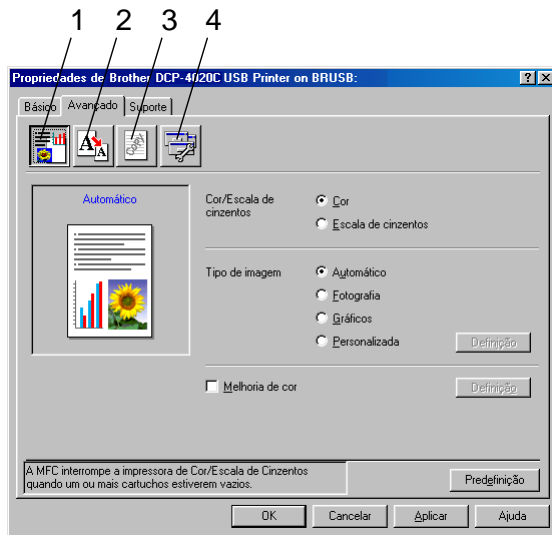 1 2 3 4
Propriedades de Brother DCP-4020C USB Printer on BRUSB:
Básico Avançado Suporte
A A COPY
Automático
Cor/Escala de cinzentos
Cor
Escala de cinzentos
Tipo de imagem
Automático
Fotografia
Gráficos
Personalizada
Definição
Melhoria de cor
Definição
A MFC interrompe a impressora de Cor/Escala de Cinzentos
quando um ou mais cartuchos estiverem vazios.
Predefinição
OK Cancelar Aplicar Ajuda